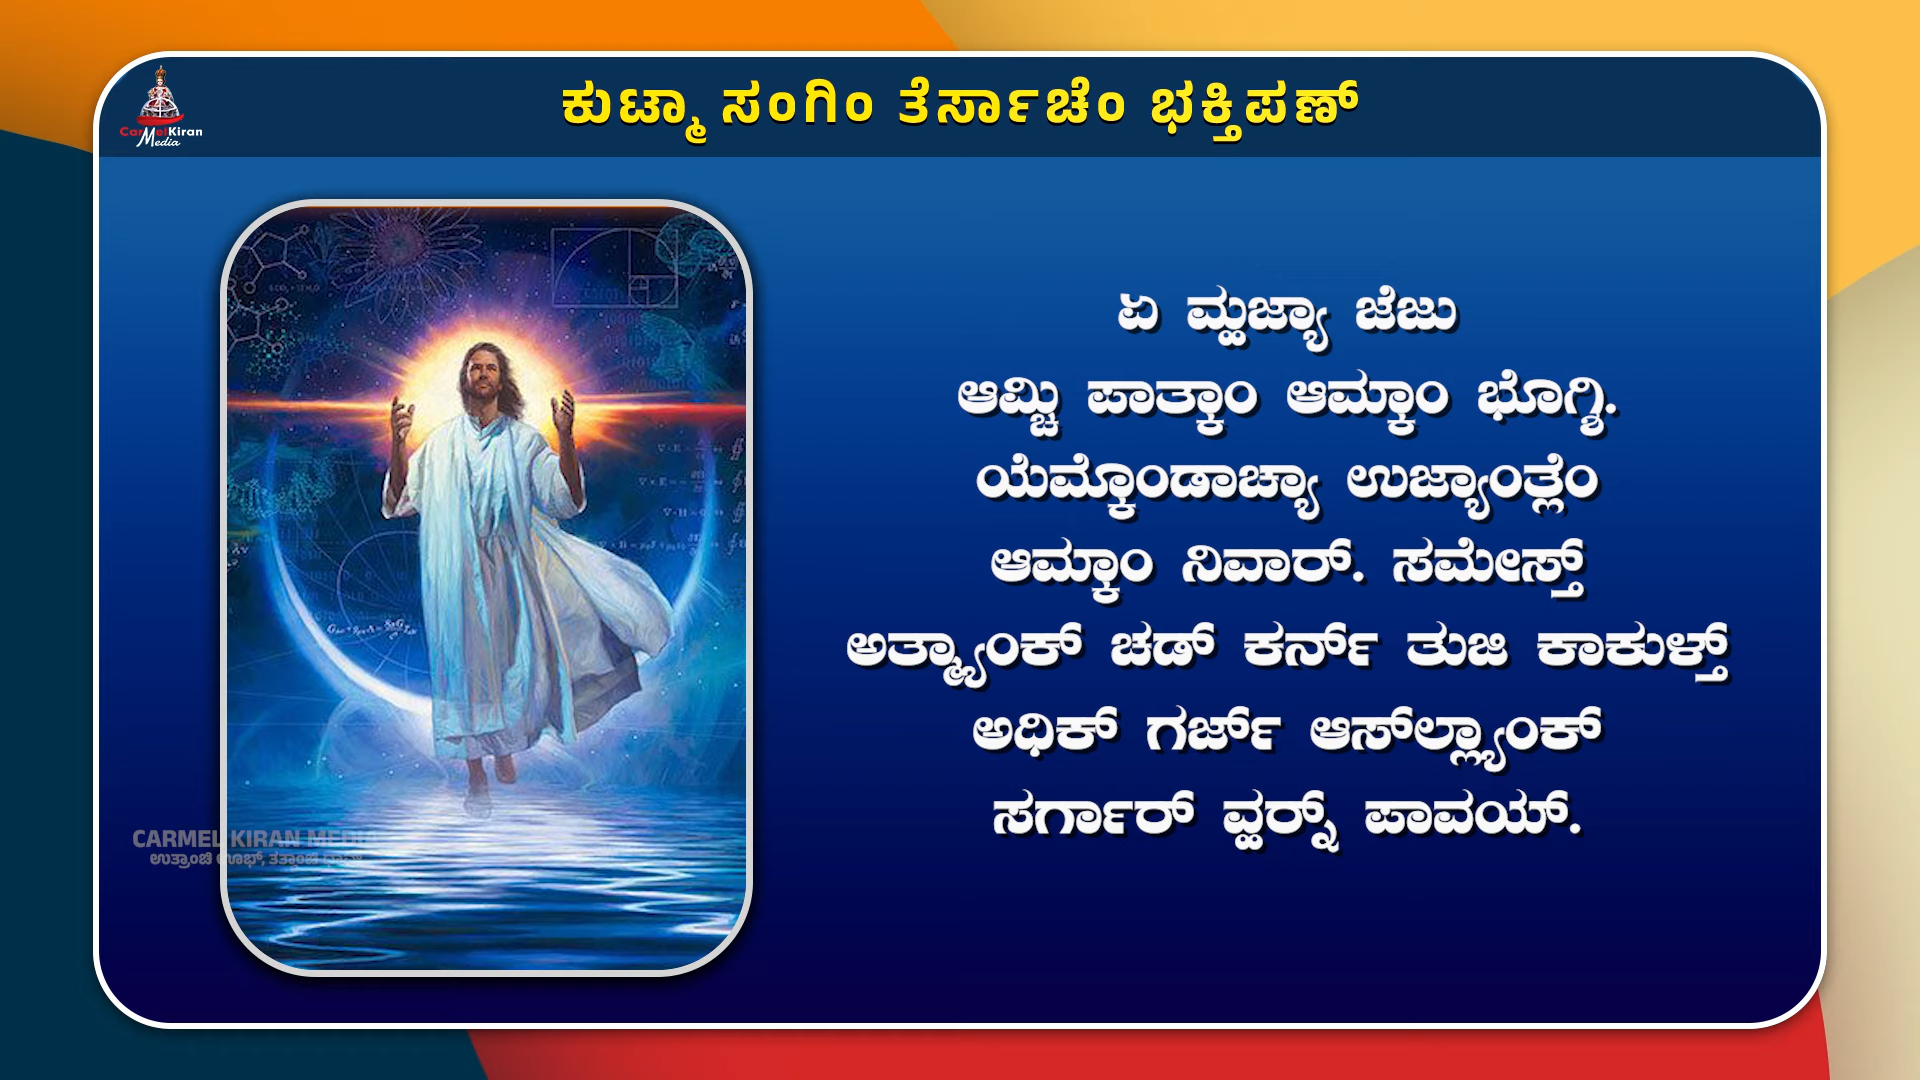 ಕುಟ್ಮಾ ಸಂಗಿಂ ತೆರ್ಸಾಚೆಂ ಭಕ್ತಿಪಣ್
CarmelKiran
Media
ಏ ಮ್ಹಜ್ಯಾ ಜೆಜು
ಆಮ್ಚಿ ಪಾತ್ಕಾಂ ಆಮ್ಕಾಂ ಭೊಗ್ಶಿ.
ಯೆಮ್ಕೊಂಡಾಚ್ಯಾ ಉಜ್ಯಾಂತ್ಲೆಂ
ಆಮ್ಕಾಂ ನಿವಾರ್. ಸಮೇಸ್ತ್
ಅತ್ಮ್ಯಾಂಕ್ ಚಡ್ ಕರ್ನ್ ತುಜಿ ಕಾಕುಳ್ತ್
ಅಧಿಕ್ ಗರ್ಜ್ ಆಸ್‌ಲ್ಲ್ಯಾಂಕ್
ಸರ್ಗಾರ್ ವ್ಹರ್‍ನ್ ಪಾವಯ್.
CARMEL KIRAN MEDIA